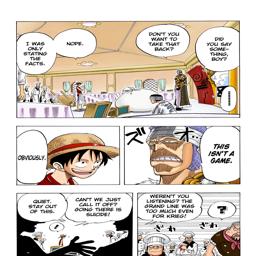 DID YOU
SAY SOME-
THING,
BOY?
DON'T YOU
WANT TO
TAKE THAT
BACK?
NOPE.
I WAS
ONLY
STATING
THE FACTS.
THIS
ISN'T A
GAME.
OBVIOUSLY.
?
WEREN'T YOU
LISTENING? THE
GRAND LINE WAS
TOO MUCH EVEN
FOR KRIEG!
CAN'T WE JUST
CALL IT OFF?
GOING THERE IS
SUICIDE!
QUIET.
STAY OUT
OF THIS.